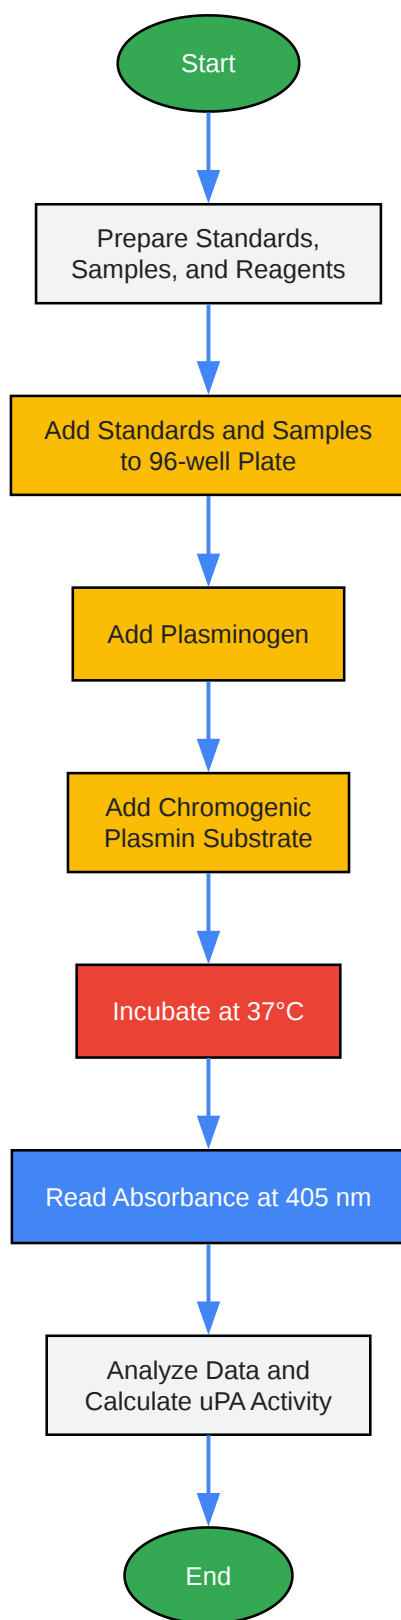 Start
Prepare Standards,
Samples, and Reagents
Add Standards and Samples
to 96-well Plate
Add Plasminogen
Add Chromogenic
Plasmin Substrate
Incubate at 37°C
Read Absorbance at 405 nm
Analyze Data and
Calculate uPA Activity
End